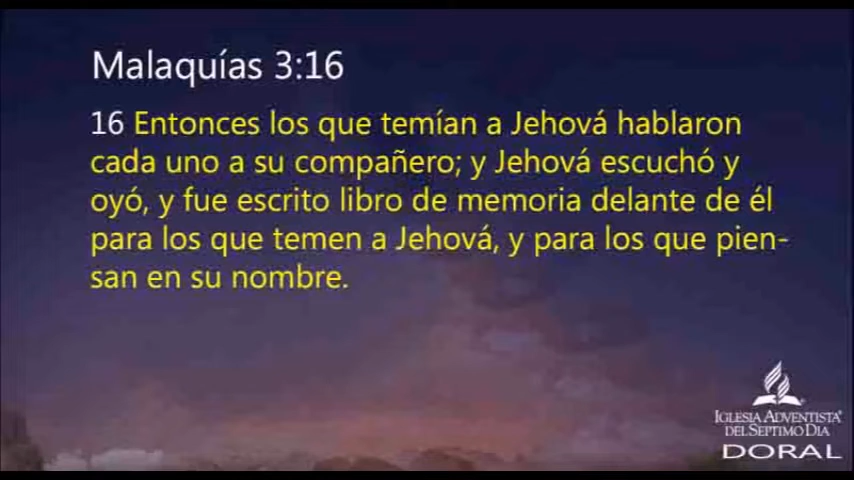 Malaquías 3:16
16 Entonces los que temían a Jehová hablaron
cada uno a su compañero; y Jehová escuchó y
oyó, y fue escrito libro de memoria delante de él
para los que temen a Jehová, y para los que pien-
san en su nombre.
IGLESIA ADVENTISTA®
DEL SEPTIMO DIA
DORAL